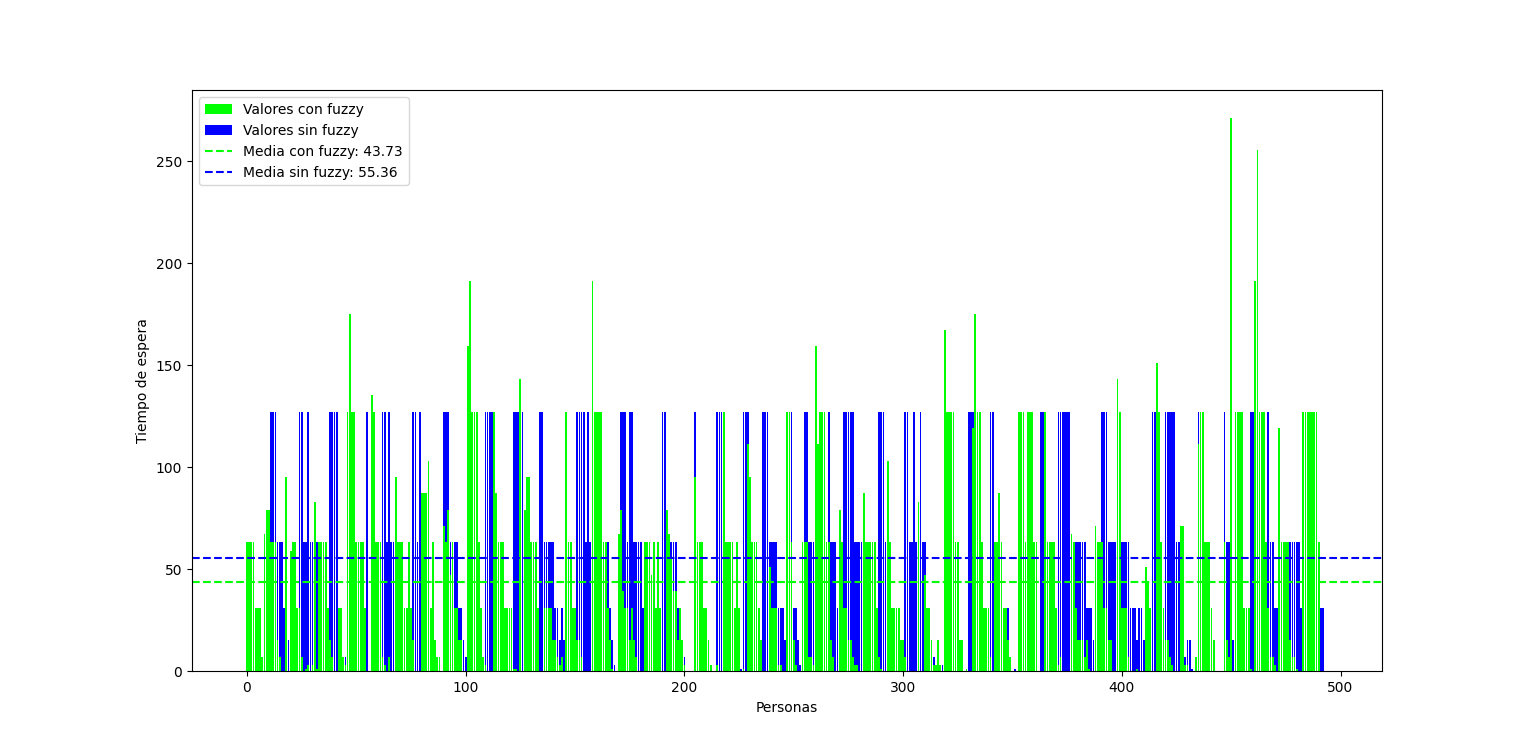 Valores con fuzzy
Valores sin fuzzy
Media con fuzzy: 43.73
Media sin fuzzy: 55.36
250
200
150
100
50
0
Tiempo de espera
0 100 200 300 400 500
Personas